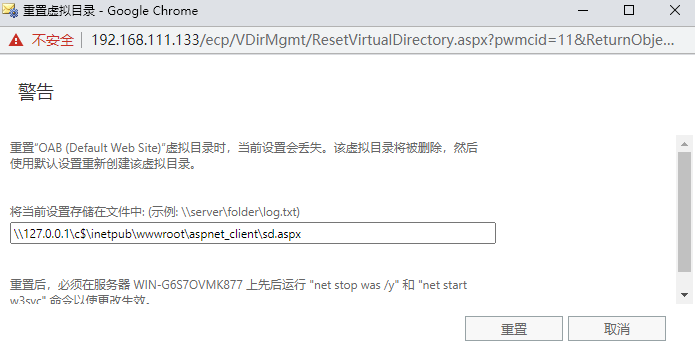 重置虚拟目录 - Google Chrome
不安全 192.168.111.133/ecp/VDirMgmt/ResetVirtualDirectory.aspx?pwmcid=11&ReturnObje...
警告
重置"OAB (Default Web Site)"虚拟目录时，当前设置会丢失。该虚拟目录将被删除，然后
使用默认设置重新创建该虚拟目录。
将当前设置存储在文件中: (示例: \\server\folder\log.txt)
\\127.0.0.1\c$\inetpub\wwwroot\aspnet_client\sd.aspx
重置后，必须在服务器 WIN-G6S7OVMK877 上先后运行 "net stop was /y" 和 "net start
w3svc" 命令以使更改生效。
重置 取消